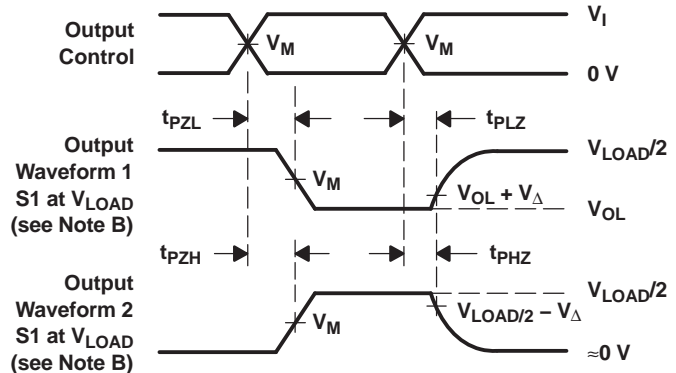 Output
Control
V_M
V_M
V_I
0 V
t_PZL
t_PLZ
Output
Waveform 1
S1 at V_LOAD
(see Note B)
V_M
V_LOAD/2
V_OL + V_Δ
V_OL
t_PZH
t_PHZ
Output
Waveform 2
S1 at V_LOAD
(see Note B)
V_M
V_LOAD/2
V_LOAD/2 − V_Δ
≈0 V